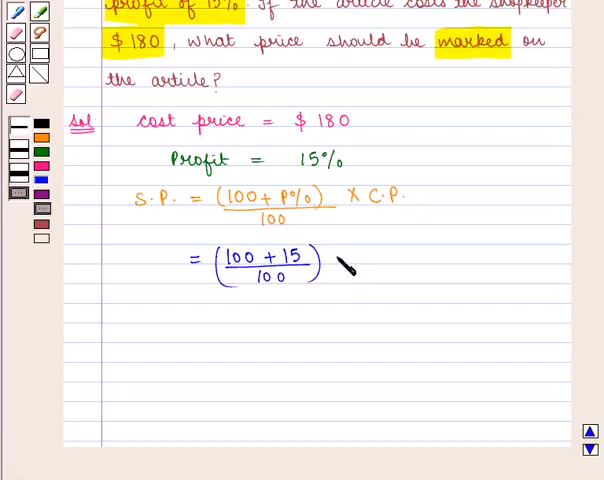 profit of 15%. If the article costs the shopkeeper
$ 180, what price should be marked on
the article?
Sol cost price = $ 180
Profit = 15%
S.P. = (100 + P%) × C.P.
100
= (100 + 15)
100